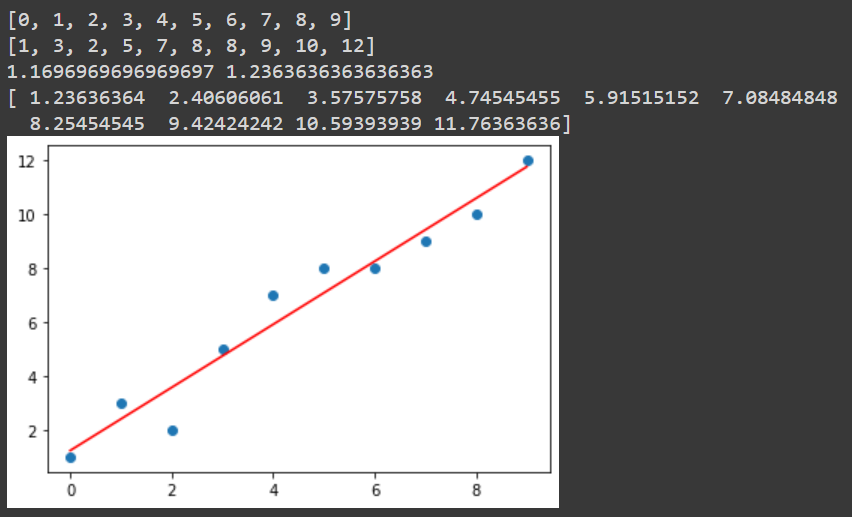 [0, 1, 2, 3, 4, 5, 6, 7, 8, 9]
[1, 3, 2, 5, 7, 8, 8, 9, 10, 12]
1.1696969696969697 1.2363636363636363
[ 1.23636364  2.40606061  3.57575758  4.74545455  5.91515152  7.08484848
  8.25454545  9.42424242 10.59393939 11.76363636]
12
10
8
6
4
2
0 2 4 6 8